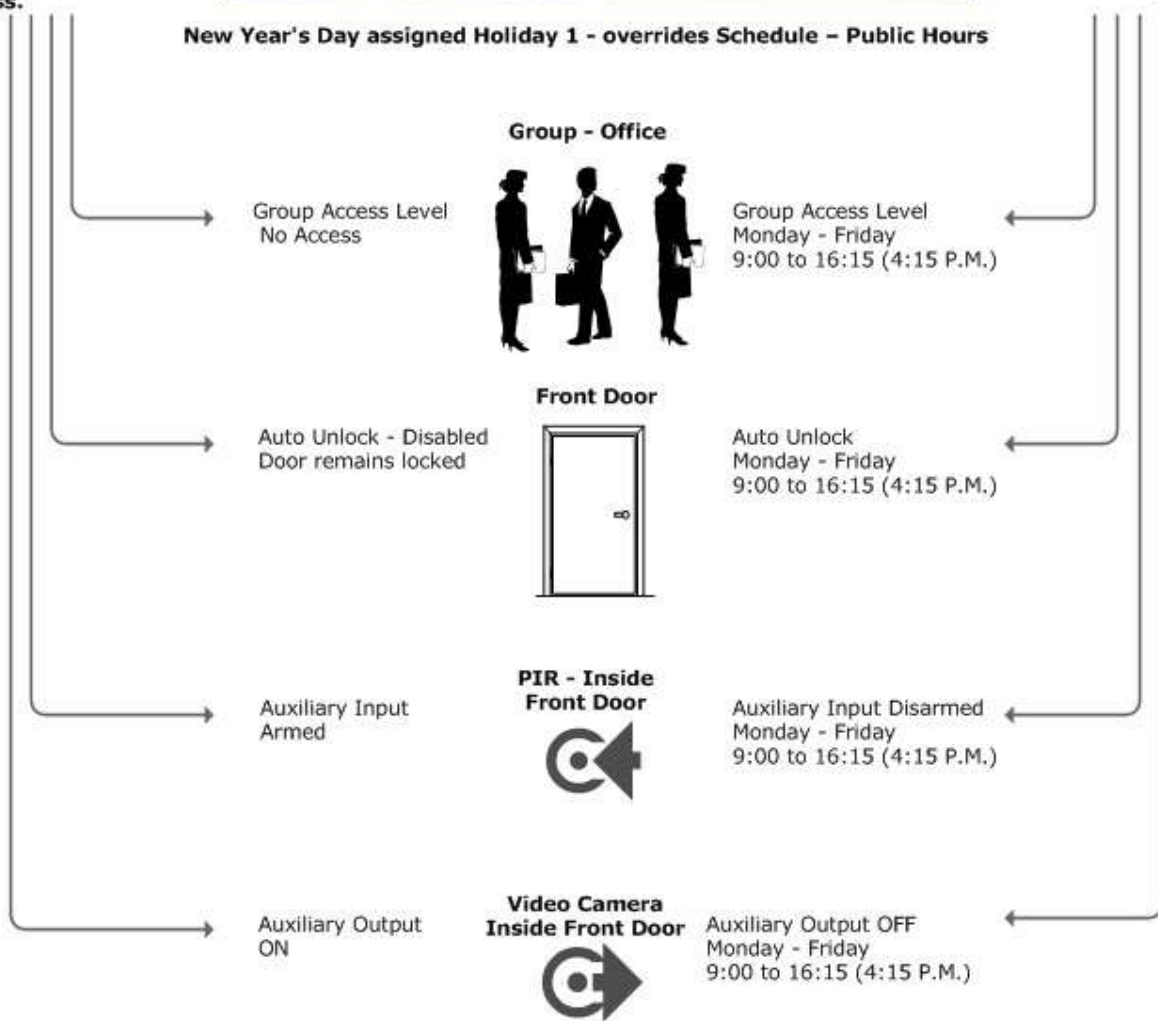 ss.
New Year's Day assigned Holiday 1 - overrides Schedule – Public Hours
Group - Office
Group Access Level
No Access
Group Access Level
Monday - Friday
9:00 to 16:15 (4:15 P.M.)
Front Door
Auto Unlock - Disabled
Door remains locked
Auto Unlock
Monday - Friday
9:00 to 16:15 (4:15 P.M.)
PIR - Inside
Front Door
Auxiliary Input
Armed
Auxiliary Input Disarmed
Monday - Friday
9:00 to 16:15 (4:15 P.M.)
Video Camera
Inside Front Door
Auxiliary Output
ON
Auxiliary Output OFF
Monday - Friday
9:00 to 16:15 (4:15 P.M.)